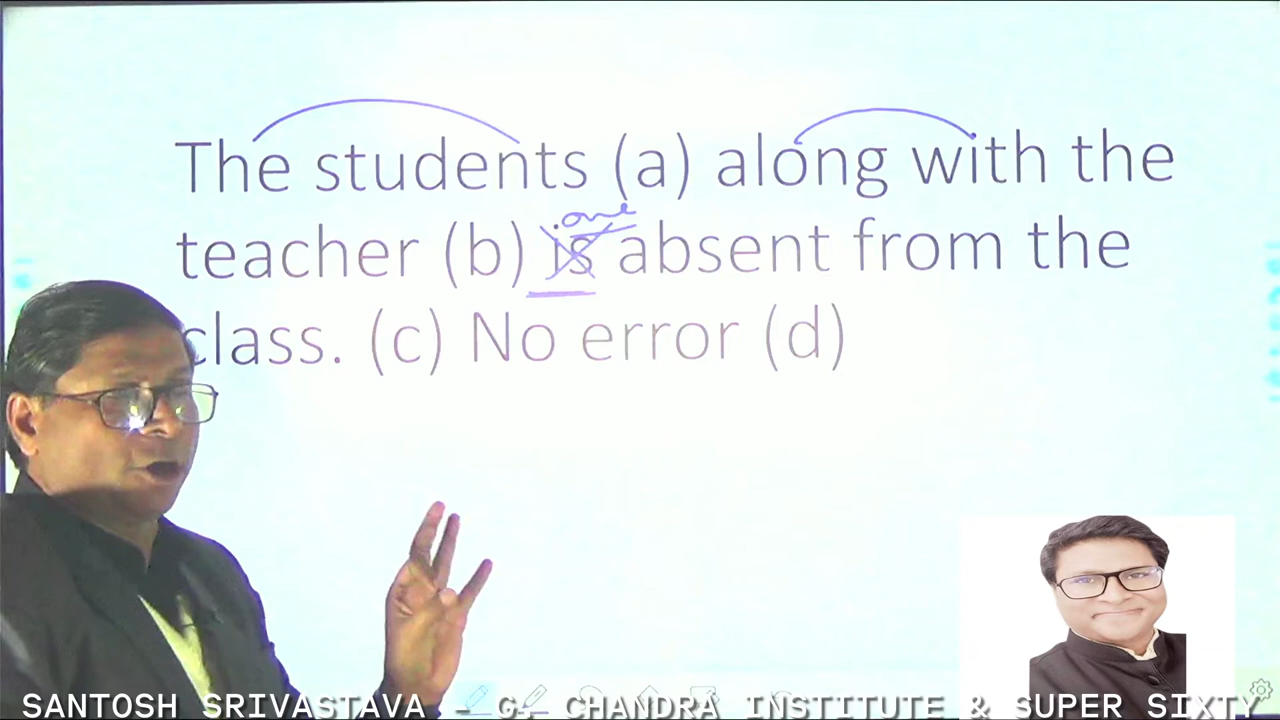 The students (a) along with the
are
teacher (b) is absent from the
class. (c) No error (d)
SANTOSH SRIVASTAVA - G. CHANDRA INSTITUTE & SUPER SIXTY